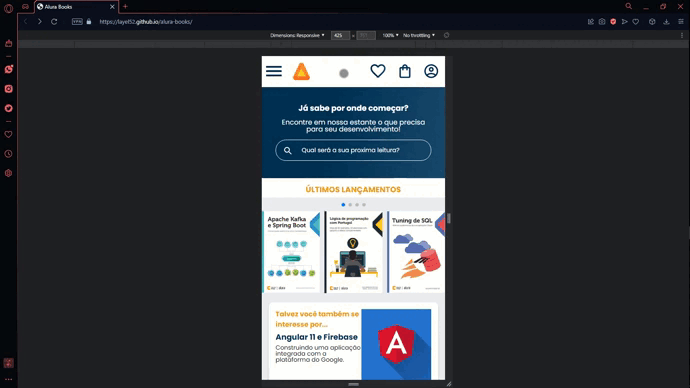 Alura Books
VPN
https://layel52.github.io/alura-books/
Dimensions: Responsive
425
x
100%
No throttling
Já sabe por onde começar?
Encontre em nossa estante o que precisa
para seu desenvolvimento!
Qual será a sua proxima leitura?
ÚLTIMOS LANÇAMENTOS
Apache Kafka
e Spring Boot
Lógica de programação
com Portugol
Tuning de SQL
Talvez você também se
interesse por...
Angular 11 e Firebase
Construindo uma aplicação
integrada com a
plataforma do Google.